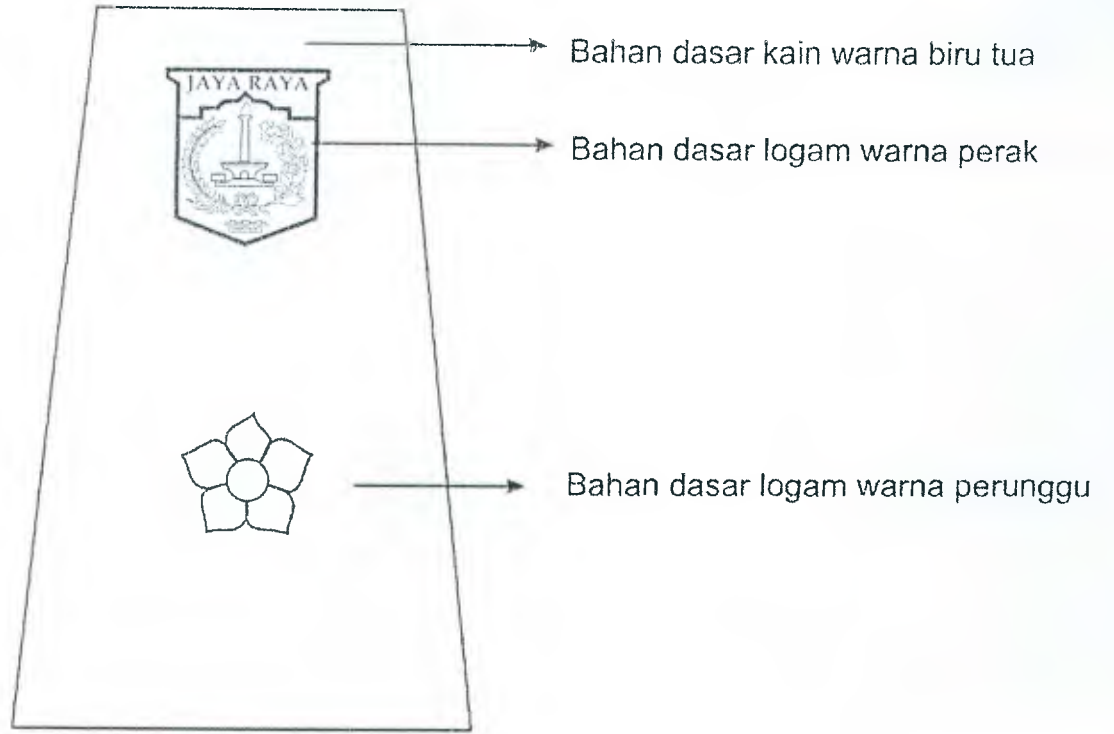 Bahan dasar kain warna biru tua
JAYA RAYA
Bahan dasar logam warna perak
Bahan dasar logam warna perunggu